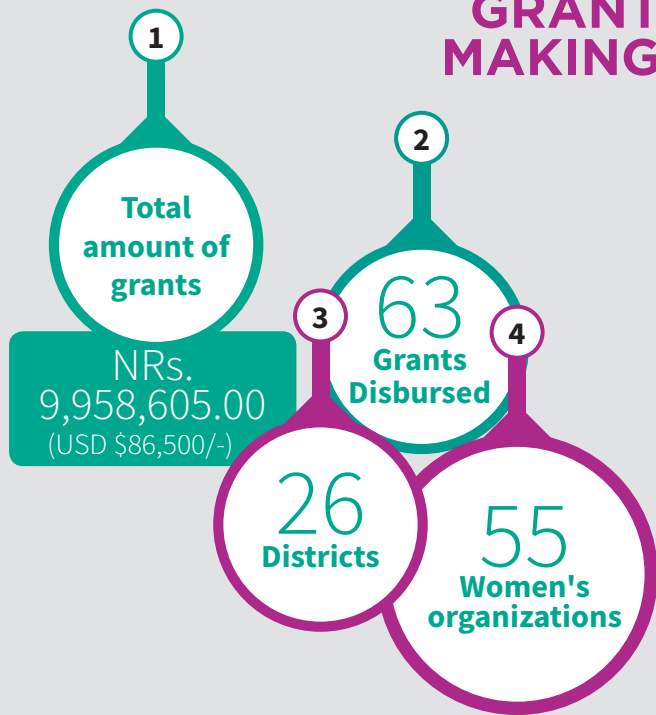 GRANT
MAKING
1
Total
amount of
grants
NRs.
9,958,605.00
(USD $86,500/-)
2
63
Grants
Disbursed
3
26
Districts
4
55
Women's
organizations